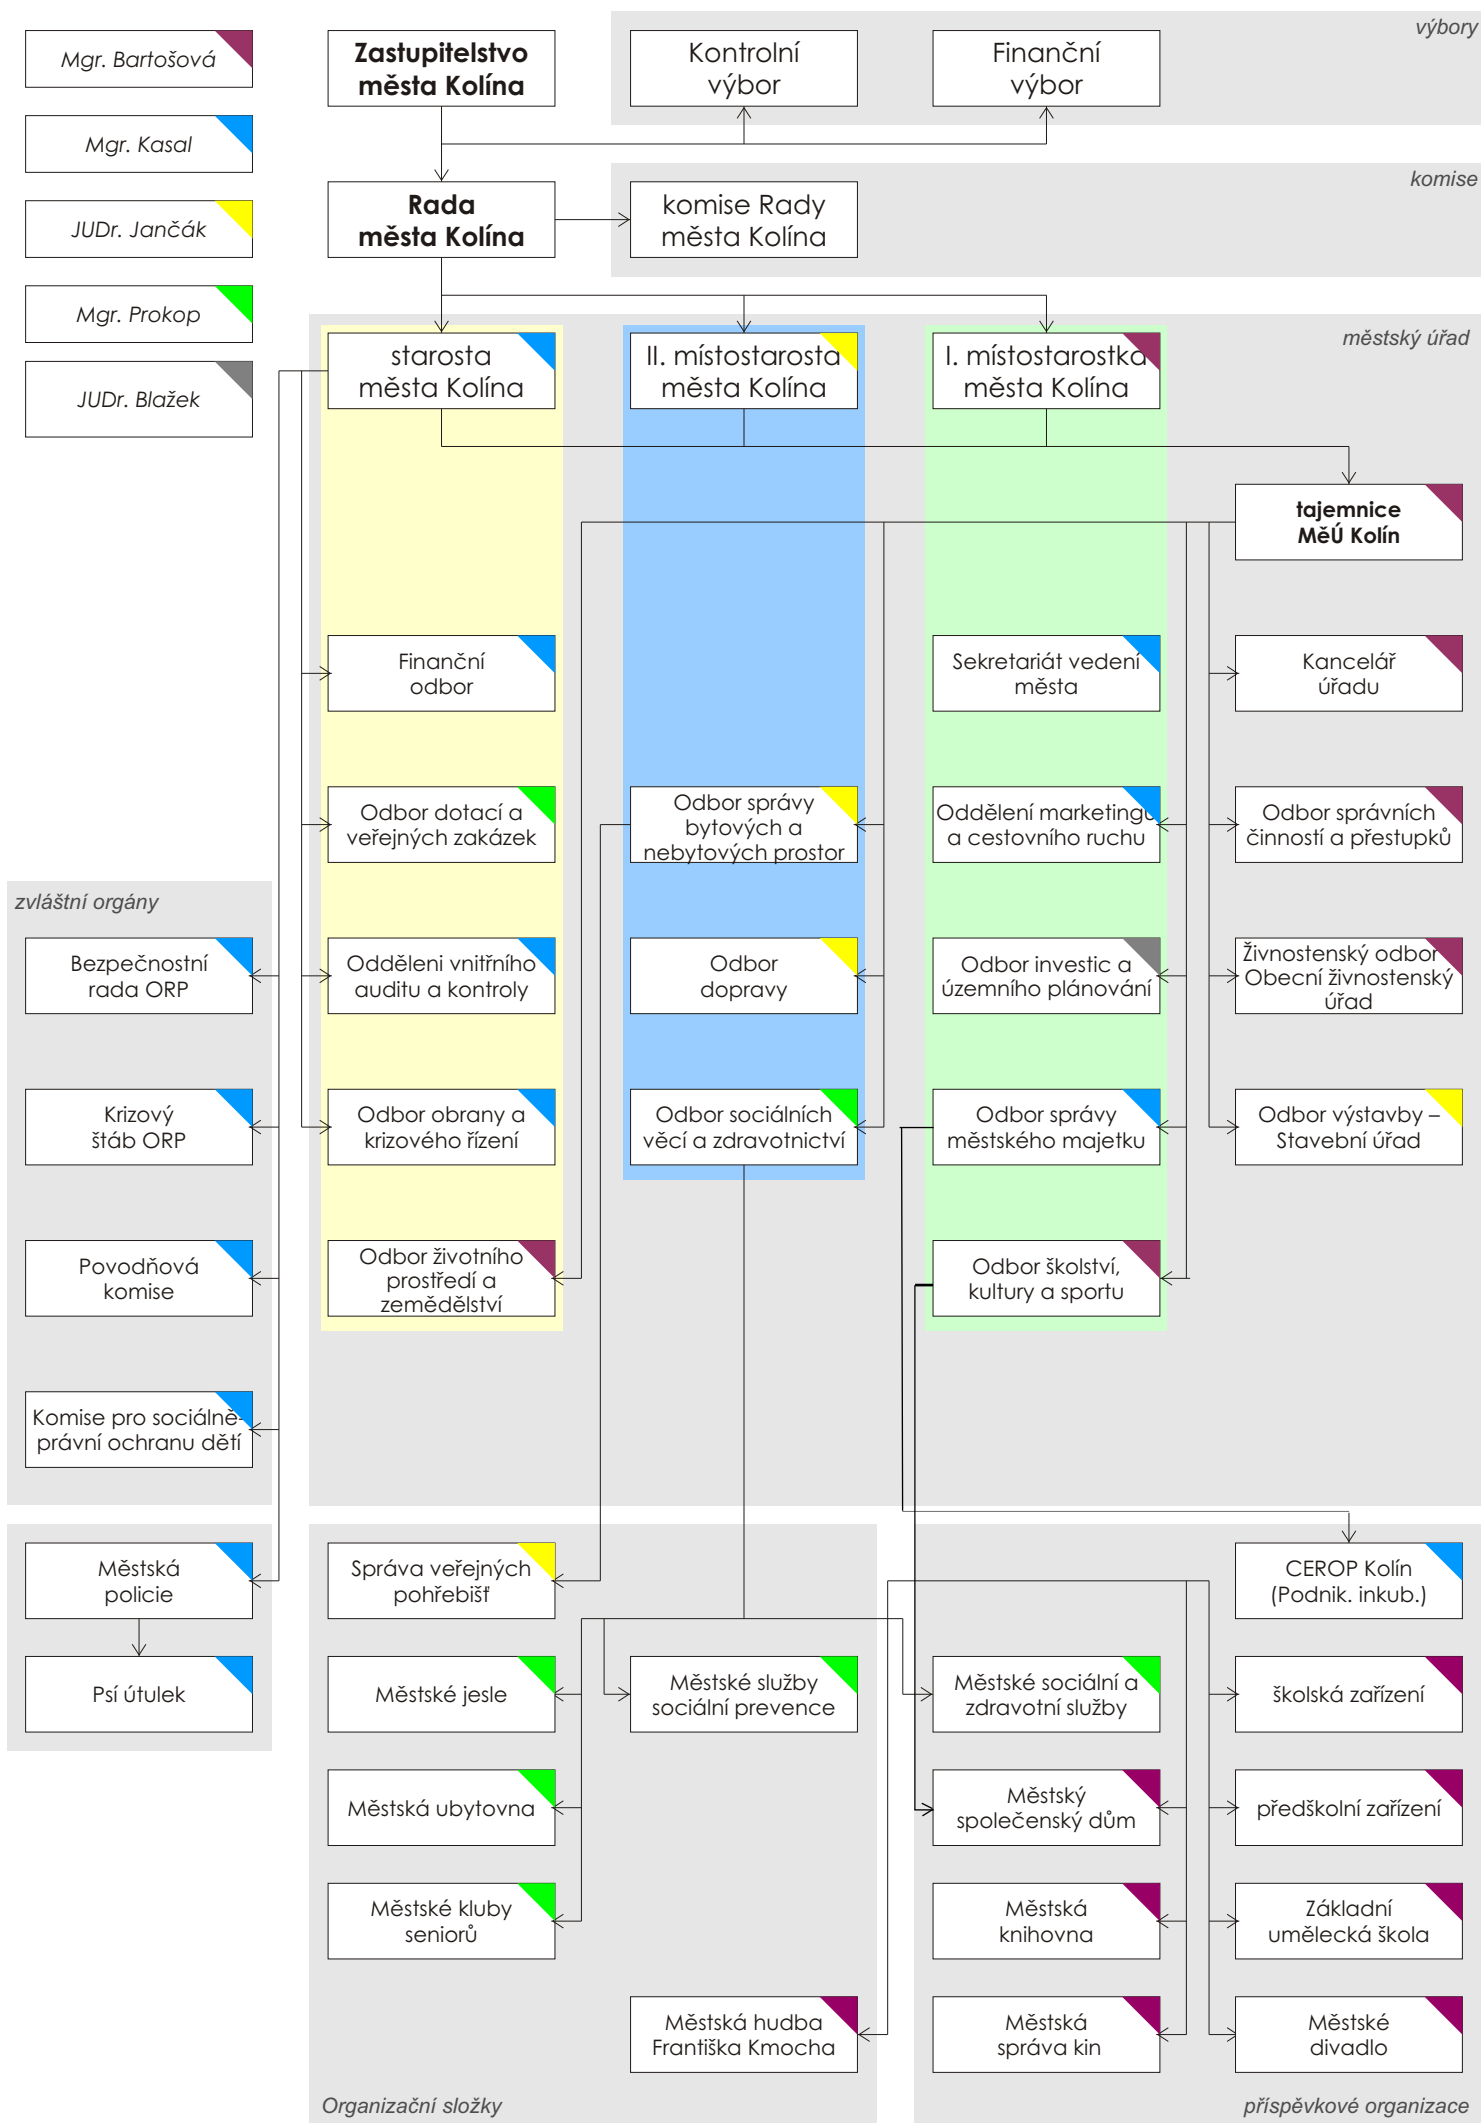 výbory
Mgr. Bartošová
Zastupitelstvo
města Kolína
Kontrolní
výbor
Finanční
výbor
Mgr. Kasal
komise
JUDr. Jančák
Rada
města Kolína
komise Rady
města Kolína
Mgr. Prokop
městský úřad
JUDr. Blažek
starosta
města Kolína
II. místostarosta
města Kolína
I. místostarostka
města Kolína
tajemnice
MěÚ Kolín
Finanční
odbor
Sekretariát vedení
města
Kancelář
úřadu
Odbor dotací a
veřejných zakázek
Odbor správy
bytových a
nebytových prostor
Oddělení marketingu
a cestovního ruchu
Odbor správních
činností a přestupků
zvláštní orgány
Bezpečnostní
rada ORP
Odděleni vnitřního
auditu a kontroly
Odbor
dopravy
Odbor investic a
územního plánování
Živnostenský odbor
Obecní živnostenský
úřad
Krizový
štáb ORP
Odbor obrany a
krizového řízení
Odbor sociálních
věcí a zdravotnictví
Odbor správy
městského majetku
Odbor výstavby –
Stavební úřad
Povodňová
komise
Odbor životního
prostředí a
zemědělství
Odbor školství,
kultury a sportu
Komise pro sociálně-
právní ochranu dětí
Městská
policie
Správa veřejných
pohřebišť
CEROP Kolín
(Podnik. inkub.)
Psí útulek
Městské jesle
Městské služby
sociální prevence
Městské sociální a
zdravotní služby
školská zařízení
Městská ubytovna
Městský
společenský dům
předškolní zařízení
Městské kluby
seniorů
Městská
knihovna
Základní
umělecká škola
Městská hudba
Františka Kmocha
Městská
správa kin
Městské
divadlo
Organizační složky
příspěvkové organizace